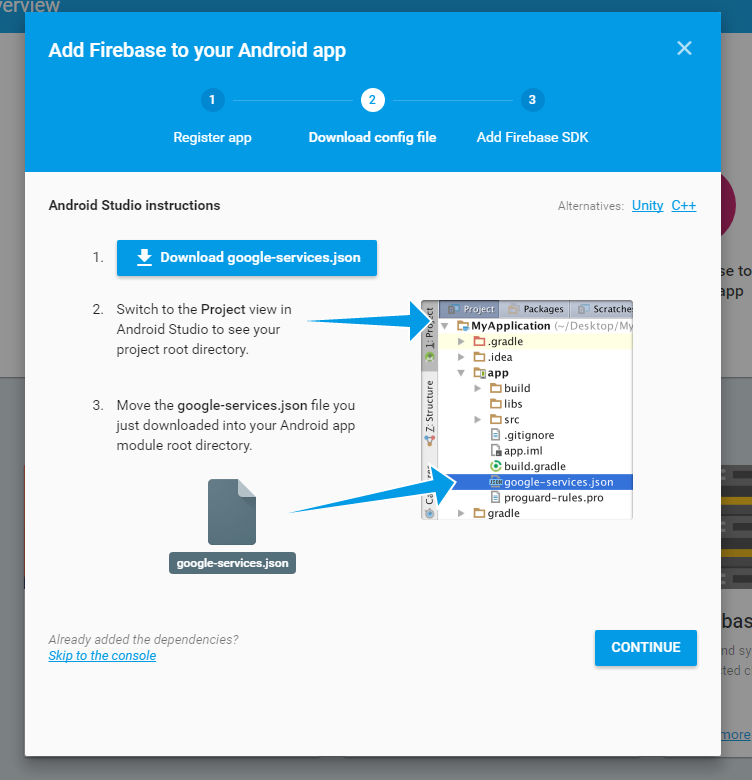 verview
Add Firebase to your Android app
1
2
3
Register app
Download config file
Add Firebase SDK
Android Studio instructions
Alternatives: Unity C++
1. Download google-services.json
2. Switch to the Project view in
Android Studio to see your
project root directory.
3. Move the google-services.json file you
just downloaded into your Android app
module root directory.
google-services.json
Project Packages Scratches
1: Project
MyApplication (~/Desktop/My
.gradle
.idea
app
build
libs
src
Z: Structure
.gitignore
app.iml
build.gradle
google-services.json
proguard-rules.pro
gradle
Already added the dependencies?
Skip to the console
CONTINUE
se to
app
bas
nd sy
ted c
more